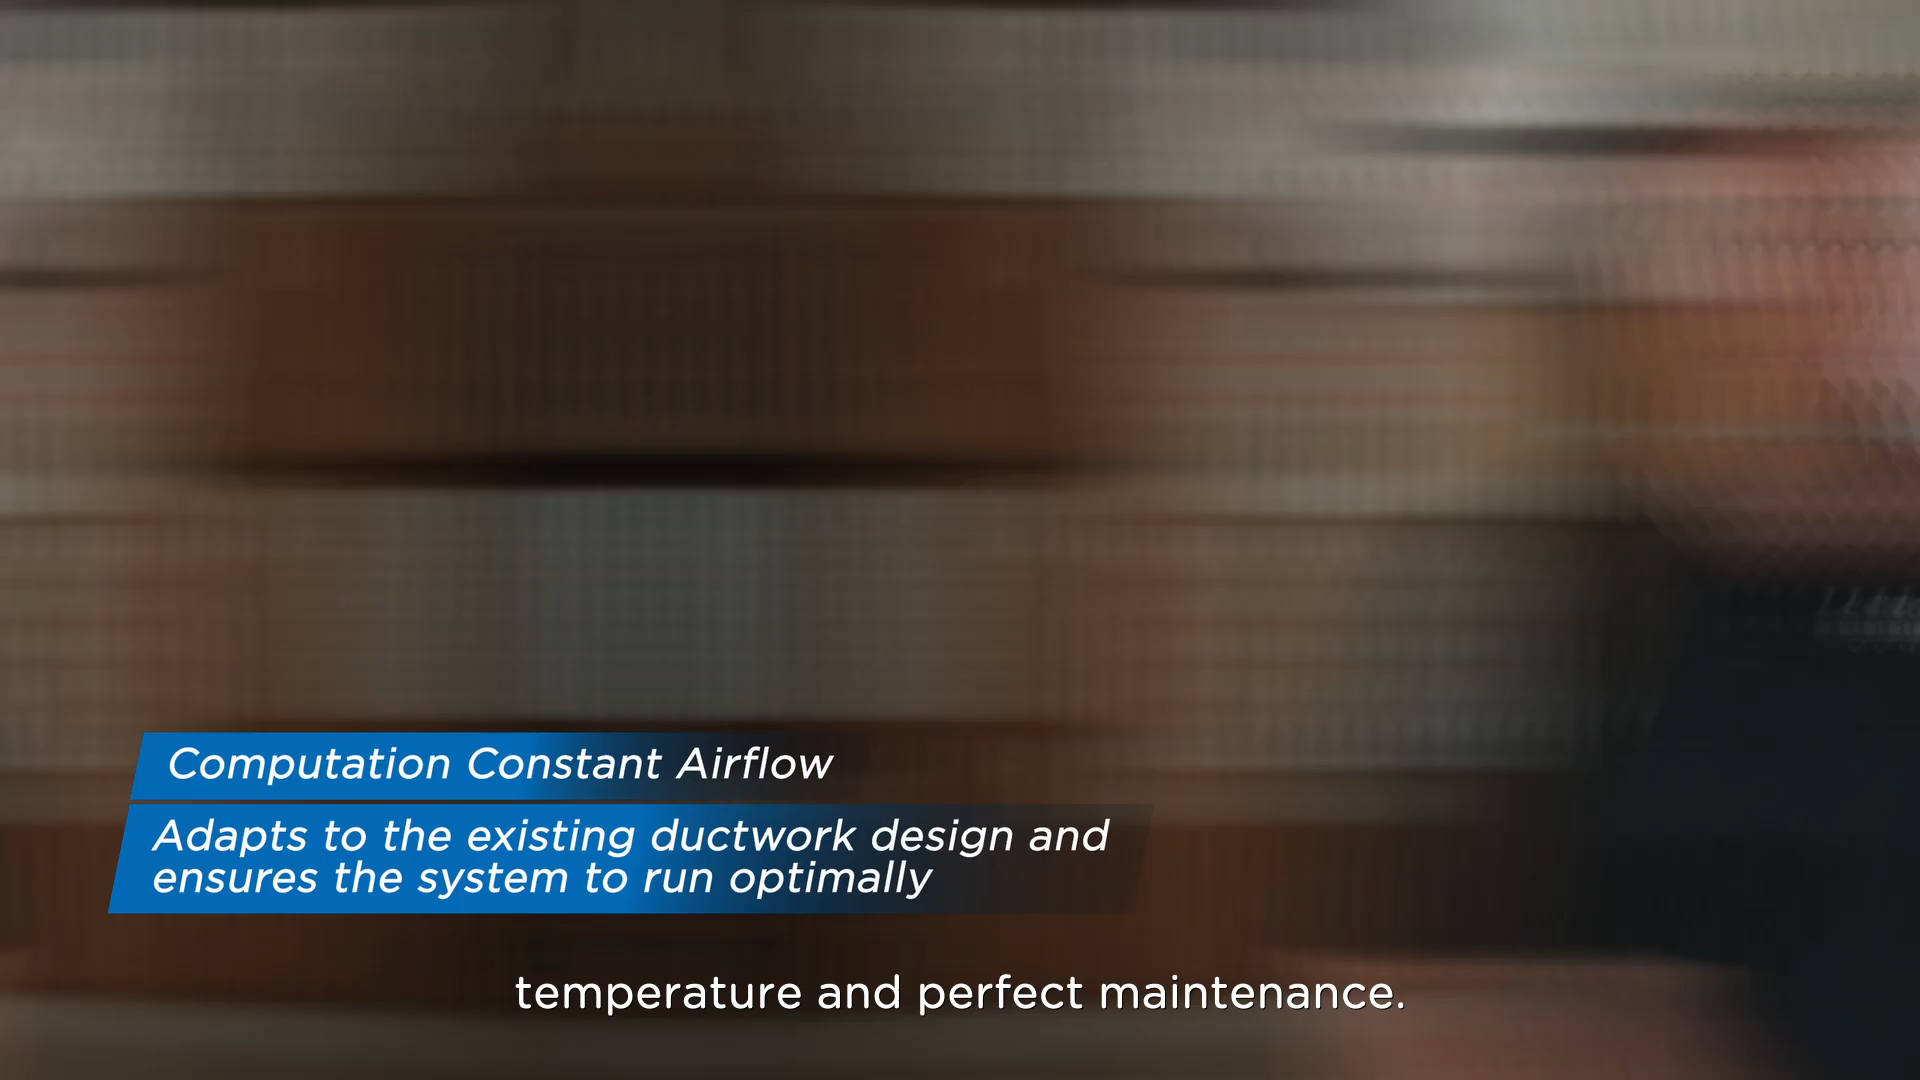 Computation Constant Airflow
Adapts to the existing ductwork design and
ensures the system to run optimally
temperature and perfect maintenance.